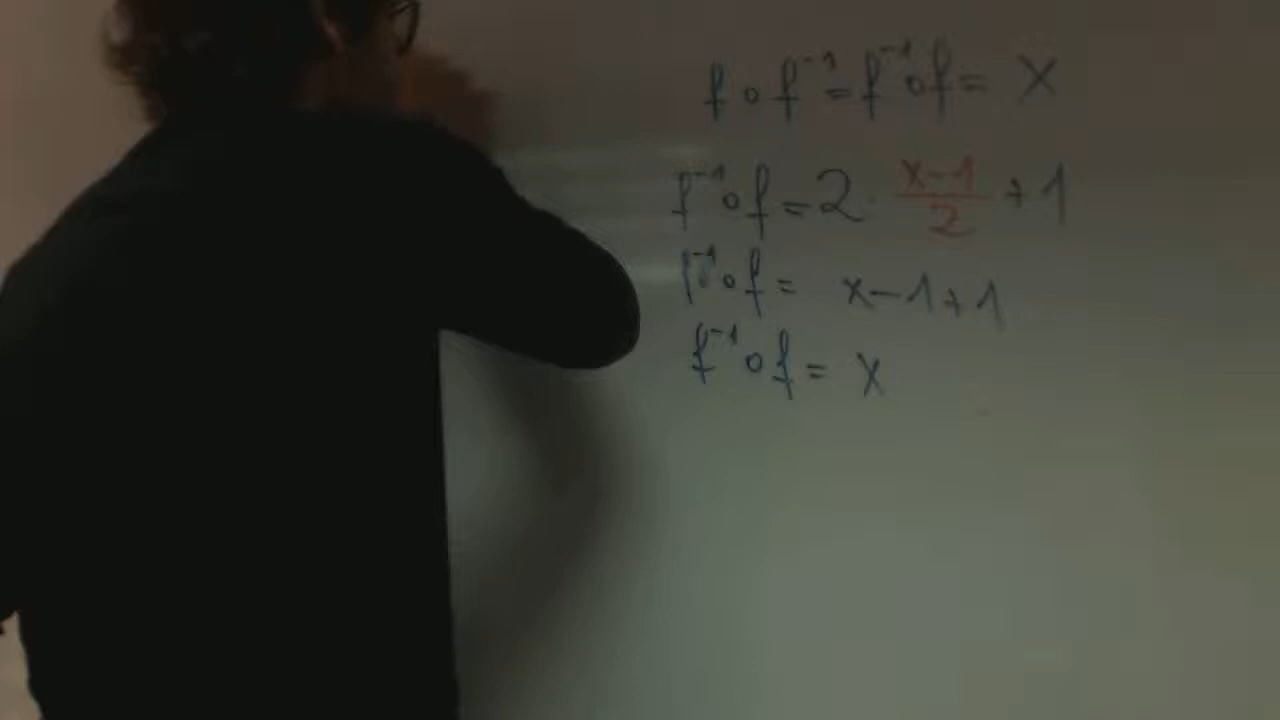 f∘f⁻¹=f⁻¹∘f= x
f⁻¹∘f=2·(x-1)/2+1
f⁻¹∘f= x-1+1
f⁻¹∘f= x